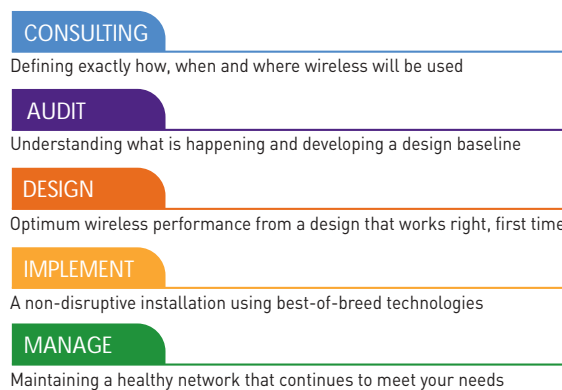 CONSULTING
Defining exactly how, when and where wireless will be used
AUDIT
Understanding what is happening and developing a design baseline
DESIGN
Optimum wireless performance from a design that works right, first time
IMPLEMENT
A non-disruptive installation using best-of-breed technologies
MANAGE
Maintaining a healthy network that continues to meet your needs